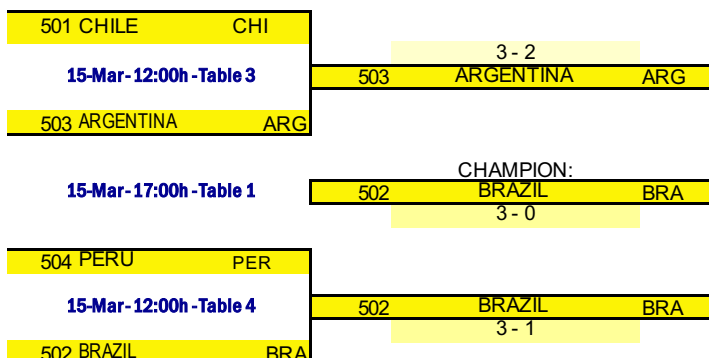 501 CHILE CHI
3 - 2
15-Mar- 12:00h -Table 3
503 ARGENTINA ARG
503 ARGENTINA ARG
CHAMPION:
15-Mar- 17:00h -Table 1
502 BRAZIL BRA
3 - 0
504 PERU PER
15-Mar- 12:00h -Table 4
502 BRAZIL BRA
3 - 1
502 BRAZIL BRA